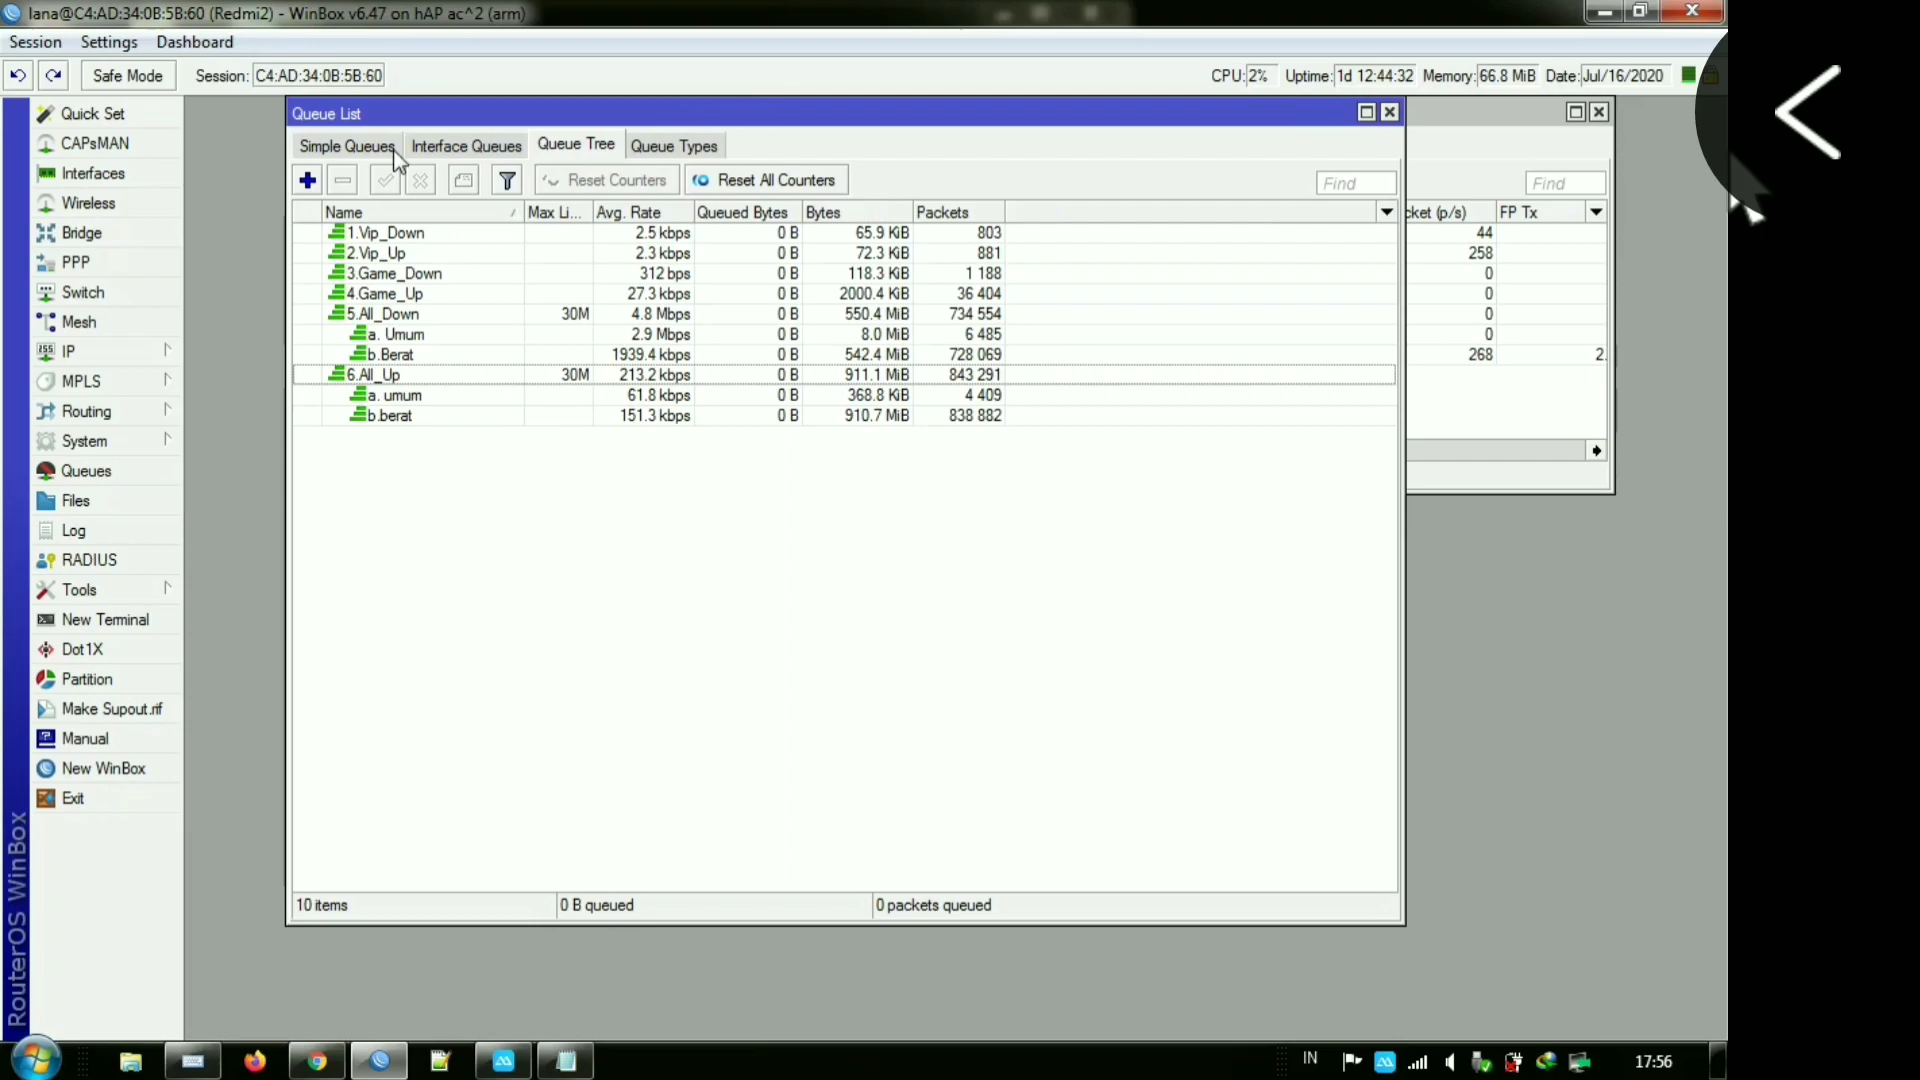 lana@C4:AD:34:0B:5B:60 (Redmi2) - WinBox v6.47 on hAP ac^2 (arm)
Session Settings Dashboard
Safe Mode Session: C4:AD:34:0B:5B:60 CPU: 2% Uptime: 1d 12:44:32 Memory: 66.8 MiB Date: Jul/16/2020
Quick Set
CAPsMAN
Interfaces
Wireless
Bridge
PPP
Switch
Mesh
IP
MPLS
Routing
System
Queues
Files
Log
RADIUS
Tools
New Terminal
Dot1X
Partition
Make Supout.rif
Manual
New WinBox
Exit
RouterOS WinBox
Queue List
Simple Queues Interface Queues Queue Tree Queue Types
Reset Counters Reset All Counters Find
Name Max Li... Avg. Rate Queued Bytes Bytes Packets
1.Vip_Down 2.5 kbps 0 B 65.9 KiB 803
2.Vip_Up 2.3 kbps 0 B 72.3 KiB 881
3.Game_Down 312 bps 0 B 118.3 KiB 1 188
4.Game_Up 27.3 kbps 0 B 2000.4 KiB 36 404
5.All_Down 30M 4.8 Mbps 0 B 550.4 MiB 734 554
a. Umum 2.9 Mbps 0 B 8.0 MiB 6 485
b.Berat 1939.4 kbps 0 B 542.4 MiB 728 069
6.All_Up 30M 213.2 kbps 0 B 911.1 MiB 843 291
a. umum 61.8 kbps 0 B 368.8 KiB 4 409
b.berat 151.3 kbps 0 B 910.7 MiB 838 882
10 items 0 B queued 0 packets queued
Find
cket (p/s) FP Tx
44
258
0
0
0
0
268 2.
IN 17:56